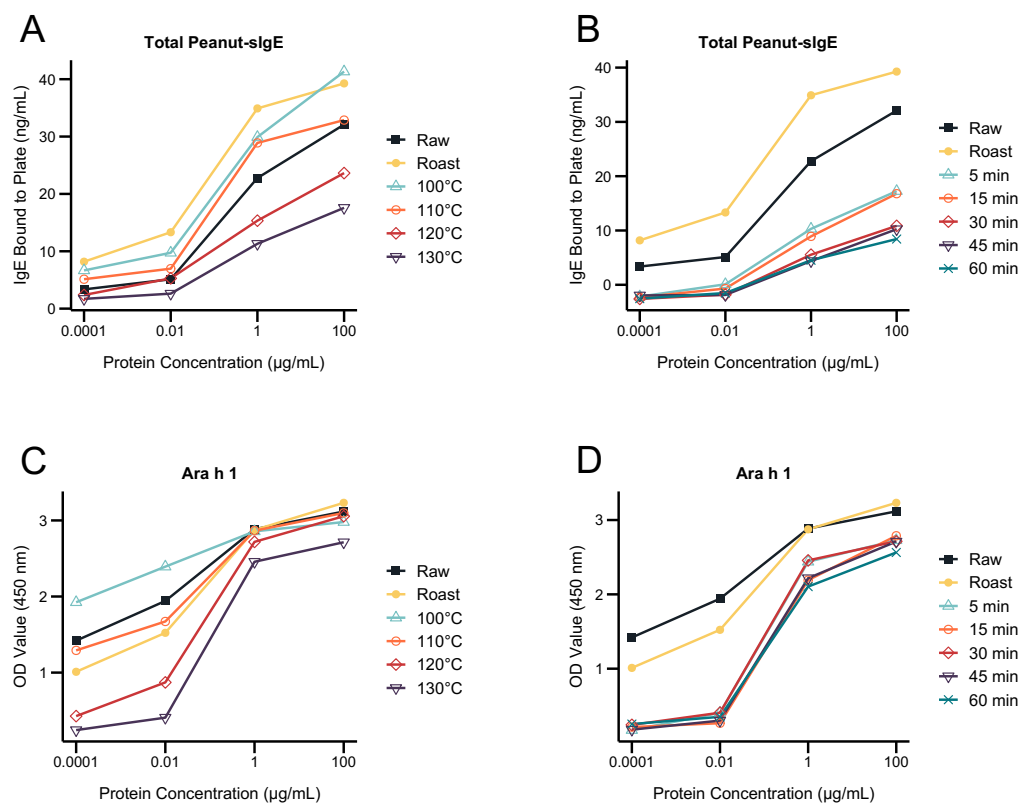 A
Total Peanut-sIgE
IgE Bound to Plate (ng/mL)
40
30
20
10
0
0.0001
0.01
1
100
Protein Concentration (µg/mL)
Raw
Roast
100°C
110°C
120°C
130°C
B
Total Peanut-sIgE
IgE Bound to Plate (ng/mL)
40
30
20
10
0
0.0001
0.01
1
100
Protein Concentration (µg/mL)
Raw
Roast
5 min
15 min
30 min
45 min
60 min
C
Ara h 1
OD Value (450 nm)
3
2
1
0.0001
0.01
1
100
Protein Concentration (µg/mL)
Raw
Roast
100°C
110°C
120°C
130°C
D
Ara h 1
OD Value (450 nm)
3
2
1
0.0001
0.01
1
100
Protein Concentration (µg/mL)
Raw
Roast
5 min
15 min
30 min
45 min
60 min